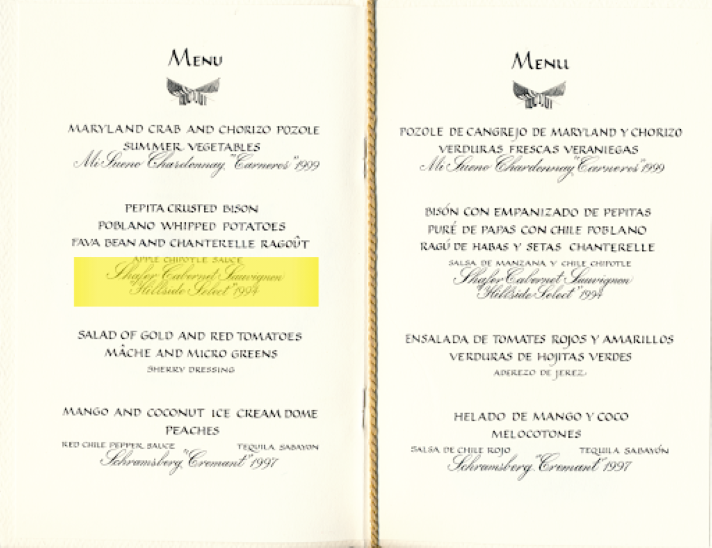 MENU
MARYLAND CRAB AND CHORIZO POZOLE
SUMMER VEGETABLES
Mi Sueno Chardonnay, "Carneros" 1999
PEPITA CRUSTED BISON
POBLANO WHIPPED POTATOES
FAVA BEAN AND CHANTERELLE RAGOÛT
APPLE CHIPOTLE SAUCE
Shafer Cabernet Sauvignon
"Hillside Select" 1994
SALAD OF GOLD AND RED TOMATOES
MÂCHE AND MICRO GREENS
SHERRY DRESSING
MANGO AND COCONUT ICE CREAM DOME
PEACHES
RED CHILE PEPPER SAUCE TEQUILA SABAYON
Schramsberg, "Cremant" 1997
MENU
POZOLE DE CANGREJO DE MARYLAND Y CHORIZO
VERDURAS FRESCAS VERANIEGAS
Mi Sueno Chardonnay, "Carneros" 1999
BISÓN CON EMPANIZADO DE PEPITAS
PURÉ DE PAPAS CON CHILE POBLANO
RAGÚ DE HABAS Y SETAS CHANTERELLE
SALSA DE MANZANA Y CHILE CHIPOTLE
Shafer Cabernet Sauvignon
"Hillside Select" 1994
ENSALADA DE TOMATES ROJOS Y AMARILLOS
VERDURAS DE HOJITAS VERDES
ADEREZO DE JEREZ
HELADO DE MANGO Y COCO
MELOCOTONES
SALSA DE CHILE ROJO TEQUILA SABAYÓN
Schramsberg, "Cremant" 1997